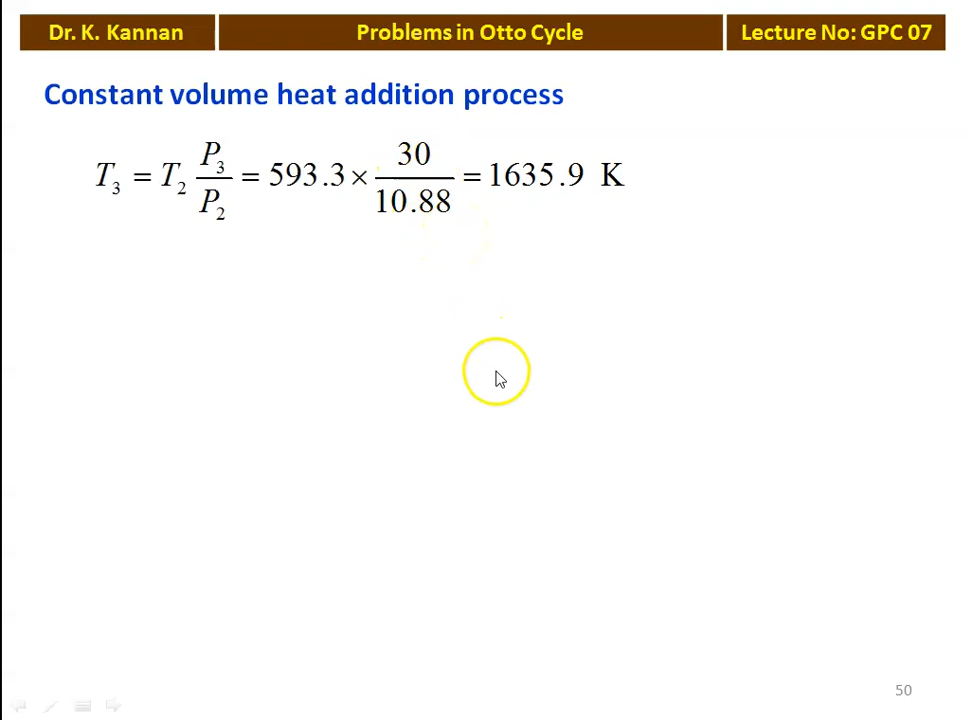 Dr. K. Kannan
Problems in Otto Cycle
Lecture No: GPC 07
Constant volume heat addition process
T₃ = T₂ P₃/P₂ = 593.3 × 30/10.88 = 1635.9 K
50